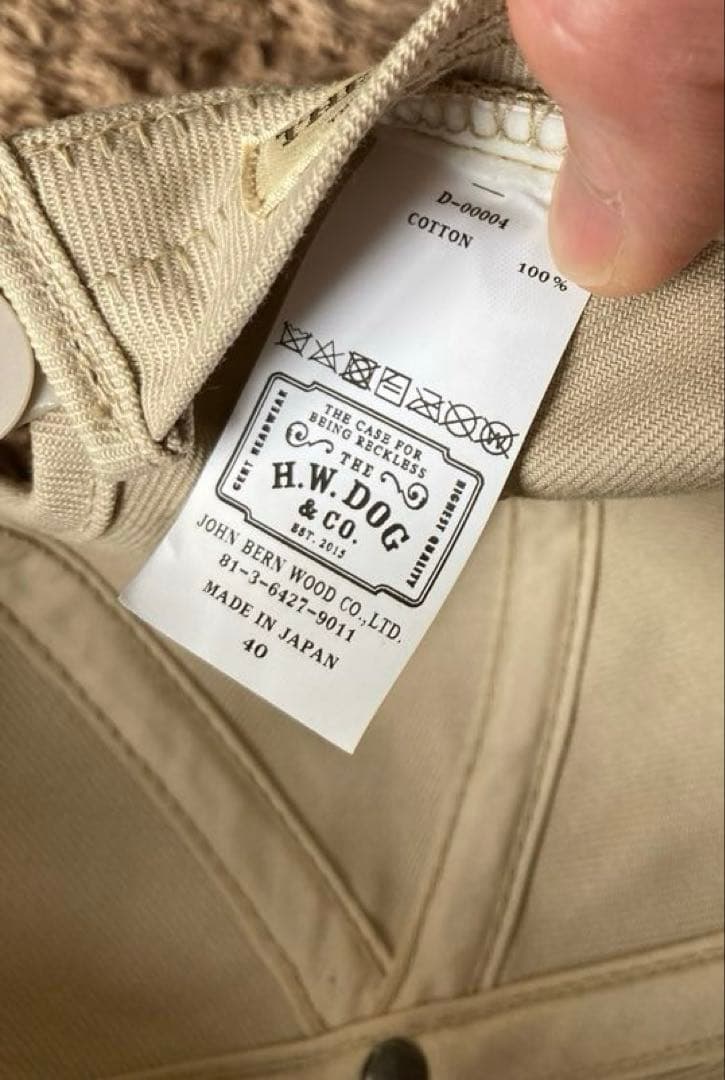 D-00004
COTTON
100%
THE CASE FOR
BEING RECKLESS
THE
H.W.DOG
& CO.
EST. 2015
GENT HEADWEAR
HIGHEST QUALITY
JOHN BERN WOOD CO.,LTD.
81-3-6427-9011
MADE IN JAPAN
40